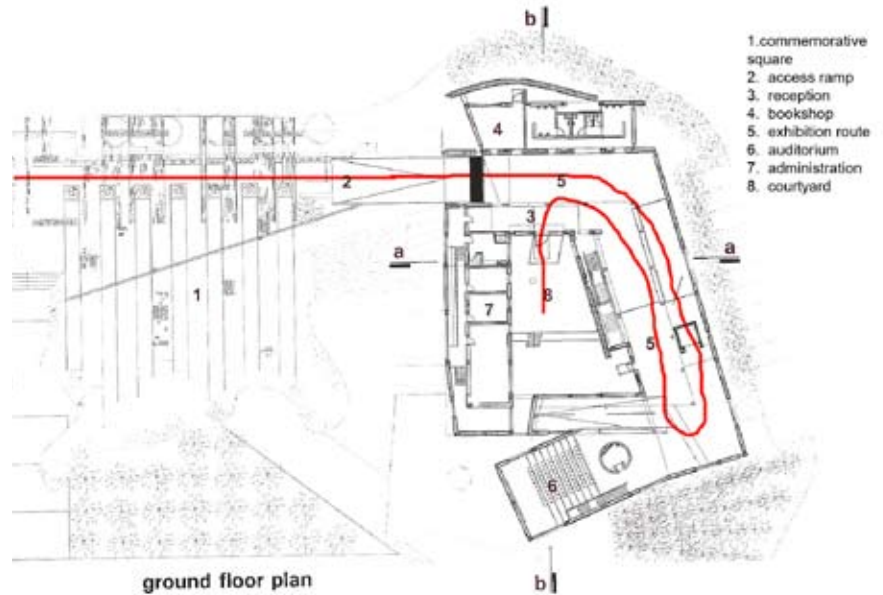 b
1.commemorative
square
2. access ramp
3. reception
4. bookshop
5. exhibition route
6. auditorium
7. administration
8. courtyard
4
2
5
3
a
a
1
8
7
5
6
b
ground floor plan